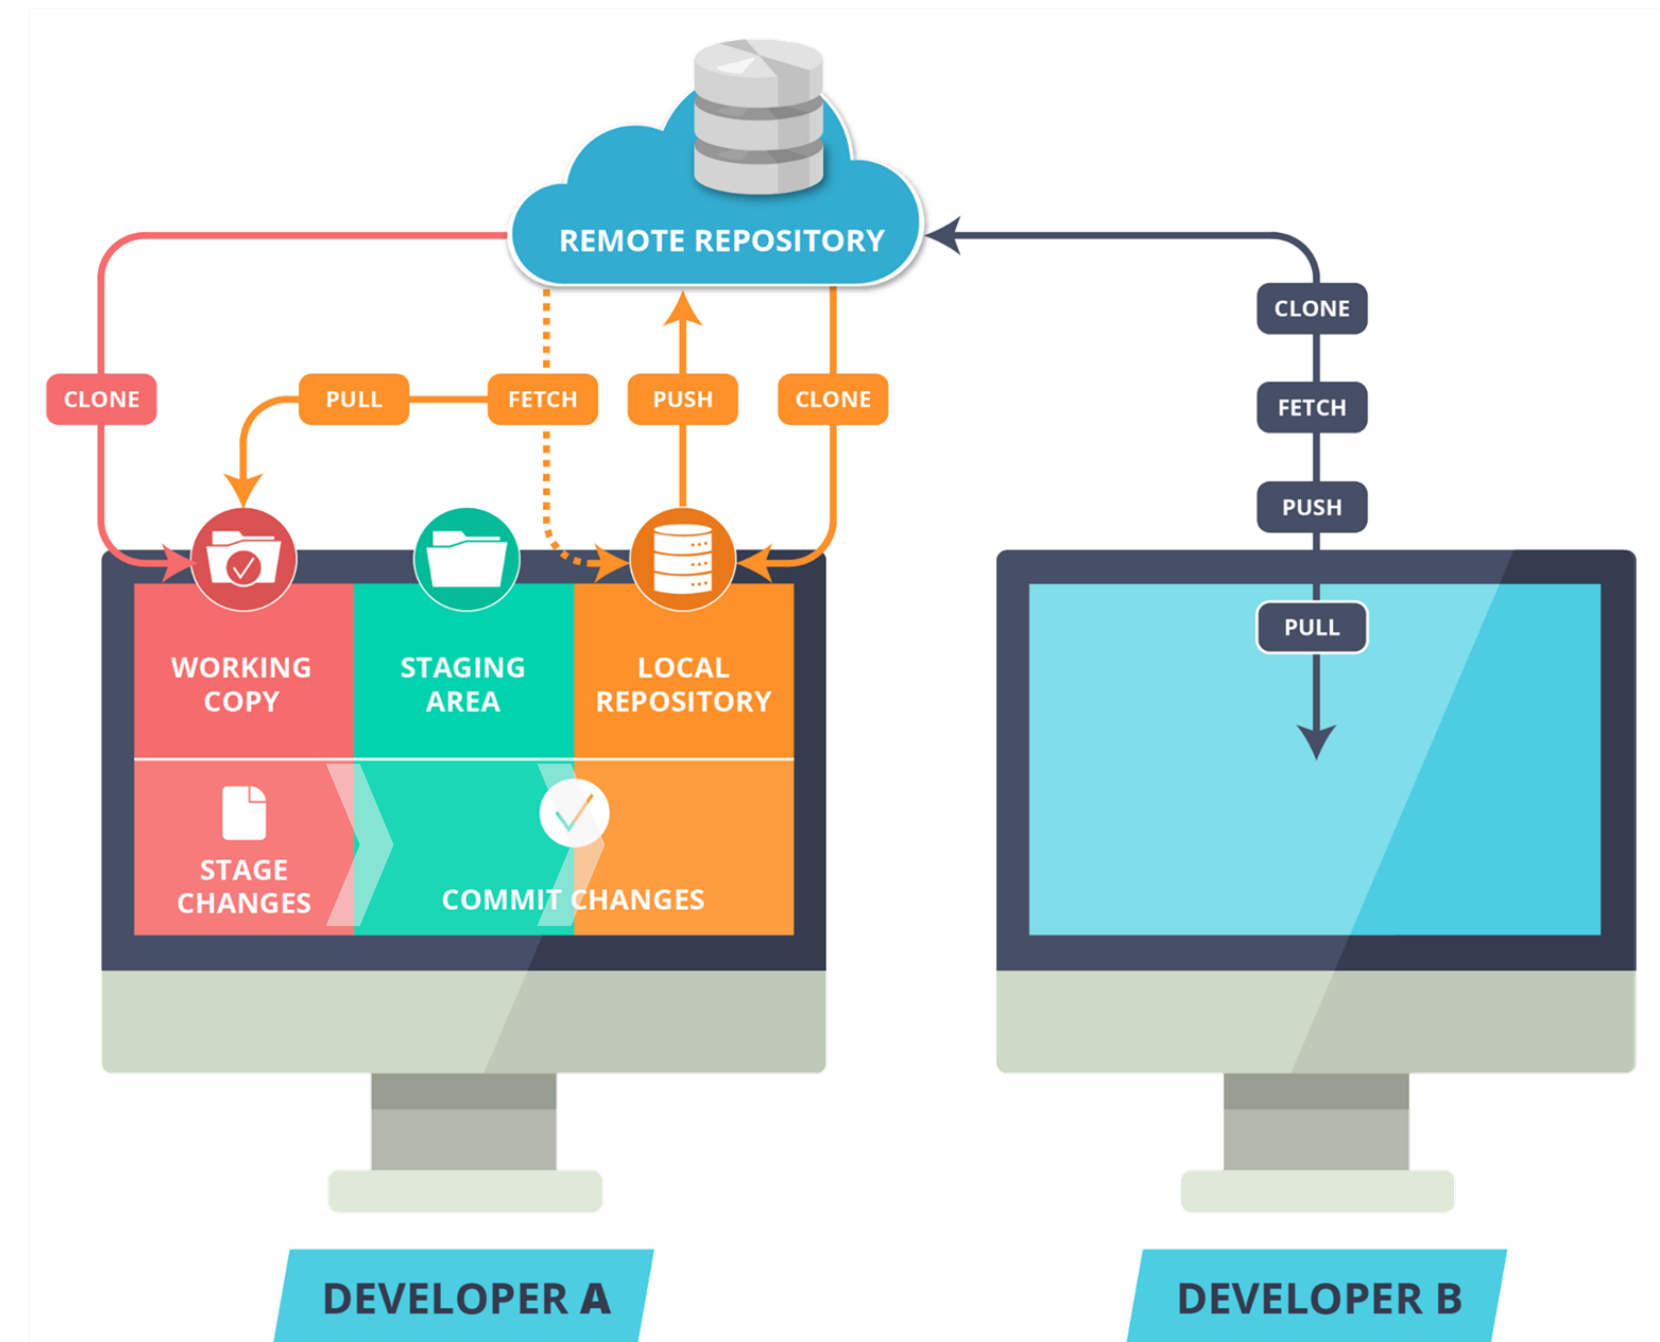 REMOTE REPOSITORY
CLONE
PULL
FETCH
PUSH
CLONE
CLONE
FETCH
PUSH
PULL
WORKING
COPY
STAGING
AREA
LOCAL
REPOSITORY
STAGE
CHANGES
COMMIT CHANGES
DEVELOPER A
DEVELOPER B